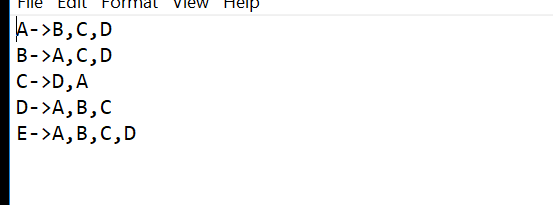 File Edit Format View Help
A->B,C,D
B->A,C,D
C->D,A
D->A,B,C
E->A,B,C,D